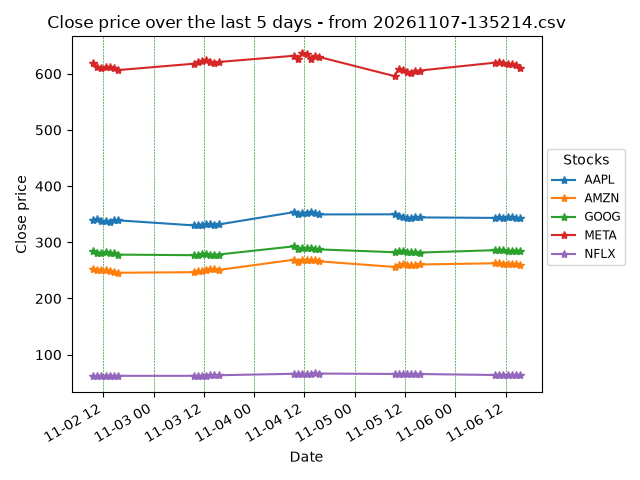 Close price over the last 5 days - from 20261107-135214.csv
Close price
600
500
400
300
200
100
11-02 12
11-03 00
11-03 12
11-04 00
11-04 12
11-05 00
11-05 12
11-06 00
11-06 12
Date
Stocks
AAPL
AMZN
GOOG
META
NFLX